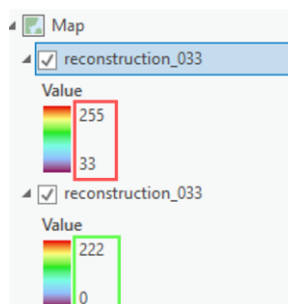 Map
reconstruction_033
Value
255
33
reconstruction_033
Value
222
0